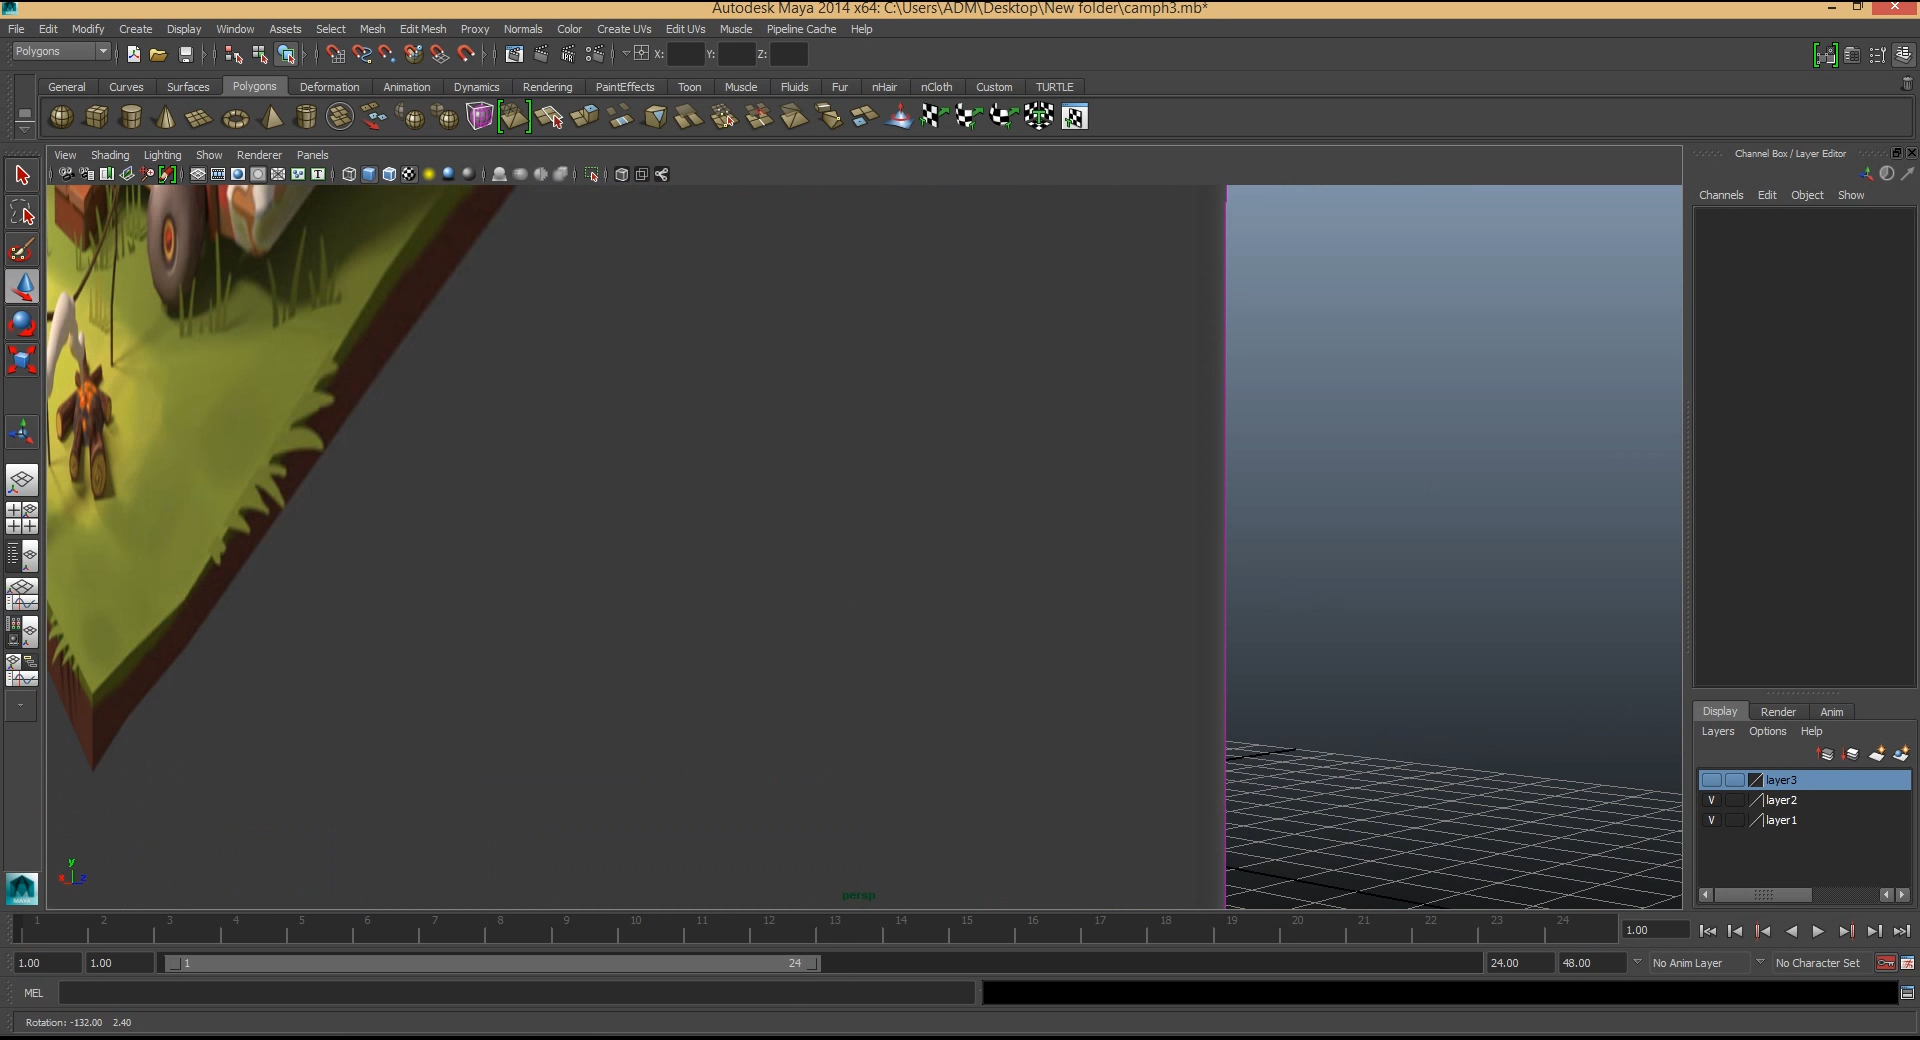 Autodesk Maya 2014 x64: C:\Users\ADM\Desktop\New folder\camph3.mb*
File Edit Modify Create Display Window Assets Select Mesh Edit Mesh Proxy Normals Color Create UVs Edit UVs Muscle Pipeline Cache Help
Polygons X: Y: Z:
General Curves Surfaces Polygons Deformation Animation Dynamics Rendering PaintEffects Toon Muscle Fluids Fur nHair nCloth Custom TURTLE
View Shading Lighting Show Renderer Panels
Channel Box / Layer Editor
Channels Edit Object Show
Display Render Anim
Layers Options Help
layer3
V layer2
V layer1
y
x z
persp
1 2 3 4 5 6 7 8 9 10 11 12 13 14 15 16 17 18 19 20 21 22 23 24 1.00
1.00 1.00 1 24 24.00 48.00 No Anim Layer No Character Set
MEL
Rotation: -132.00 2.40